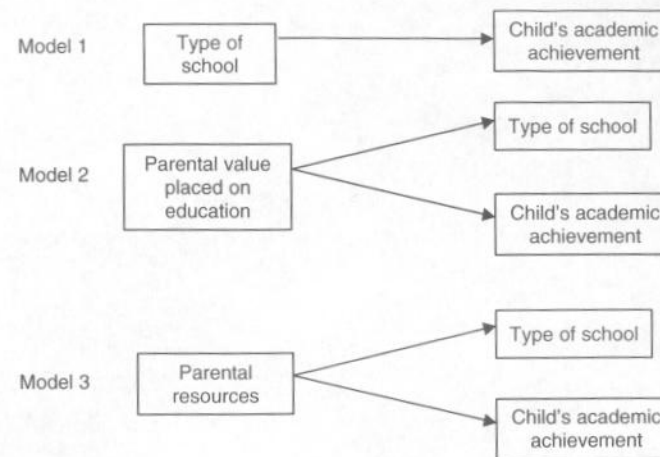 Model 1
Type of
school
Child's academic
achievement
Model 2
Parental value
placed on
education
Type of school
Child's academic
achievement
Model 3
Parental
resources
Type of school
Child's academic
achievement